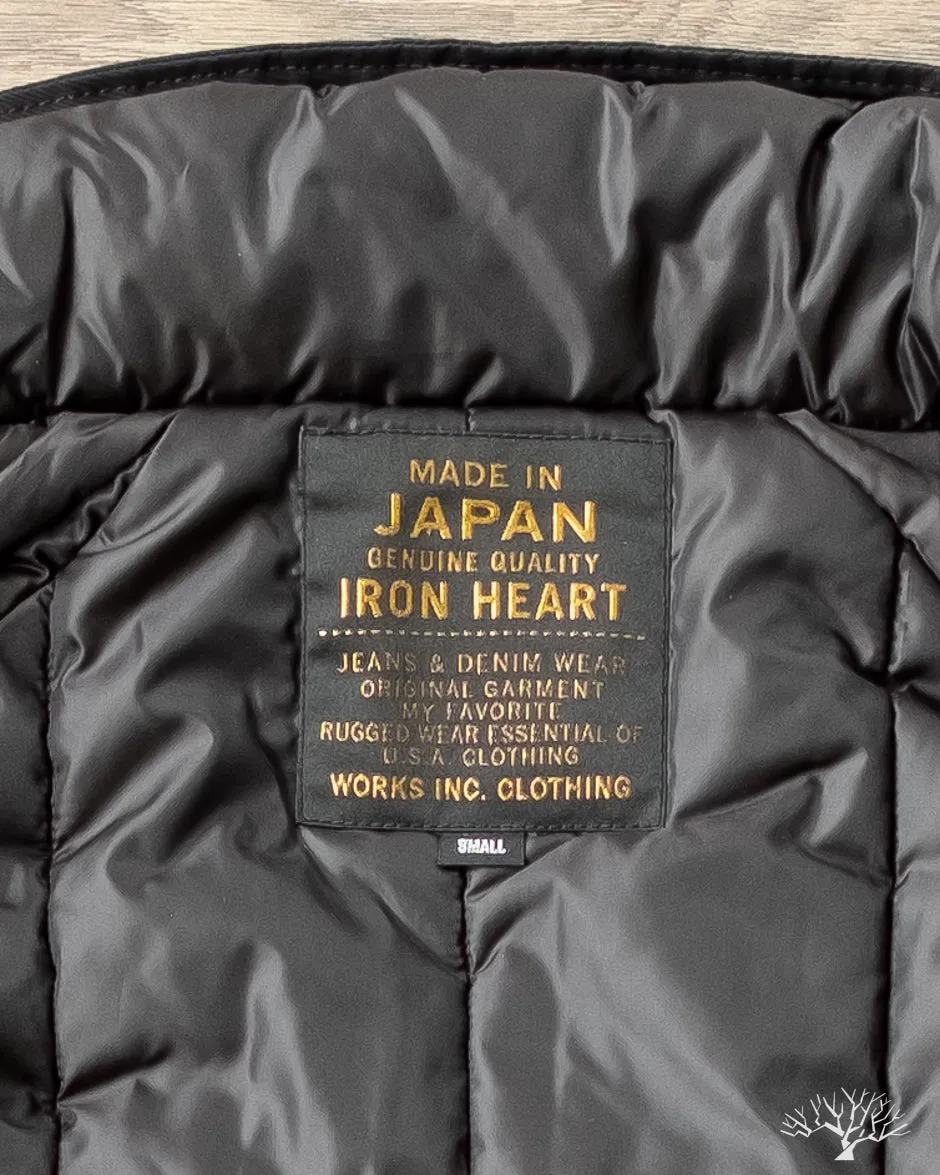 MADE IN
JAPAN
GENUINE QUALITY
IRON HEART
JEANS & DENIM WEAR
ORIGINAL GARMENT
MY FAVORITE
RUGGED WEAR ESSENTIAL OF
U.S.A. CLOTHING
WORKS INC. CLOTHING
SMALL